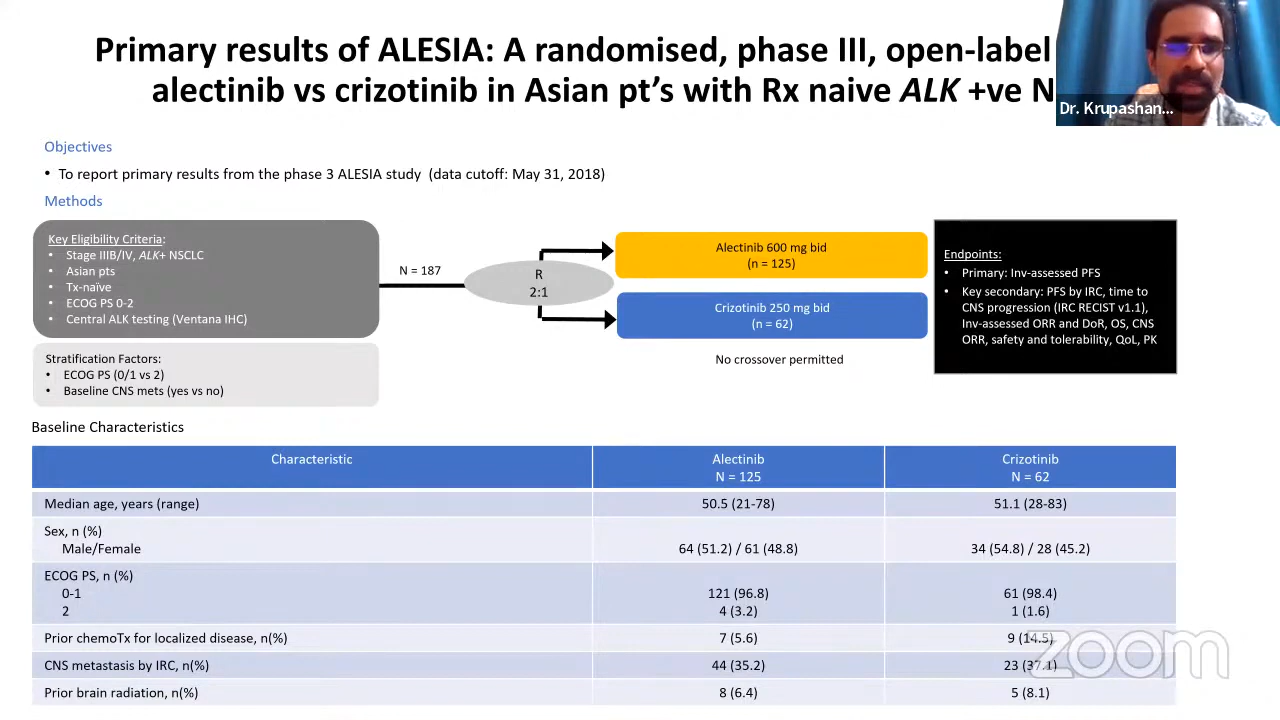 Primary results of ALESIA: A randomised, phase III, open-label
alectinib vs crizotinib in Asian pt’s with Rx naive ALK +ve N
Dr. Krupashan...
Objectives
• To report primary results from the phase 3 ALESIA study (data cutoff: May 31, 2018)
Methods
Key Eligibility Criteria:
• Stage IIIB/IV, ALK+ NSCLC
• Asian pts
• Tx-naïve
• ECOG PS 0-2
• Central ALK testing (Ventana IHC)
Stratification Factors:
• ECOG PS (0/1 vs 2)
• Baseline CNS mets (yes vs no)
N = 187
R
2:1
Alectinib 600 mg bid
(n = 125)
Crizotinib 250 mg bid
(n = 62)
No crossover permitted
Endpoints:
• Primary: Inv-assessed PFS
• Key secondary: PFS by IRC, time to
CNS progression (IRC RECIST v1.1),
Inv-assessed ORR and DoR, OS, CNS
ORR, safety and tolerability, QoL, PK
Baseline Characteristics
Characteristic Alectinib Crizotinib
N = 125 N = 62
Median age, years (range) 50.5 (21-78) 51.1 (28-83)
Sex, n (%)
Male/Female 64 (51.2) / 61 (48.8) 34 (54.8) / 28 (45.2)
ECOG PS, n (%)
0-1 121 (96.8) 61 (98.4)
2 4 (3.2) 1 (1.6)
Prior chemoTx for localized disease, n(%) 7 (5.6) 9 (14.5)
CNS metastasis by IRC, n(%) 44 (35.2) 23 (37.1)
Prior brain radiation, n(%) 8 (6.4) 5 (8.1)
zoom